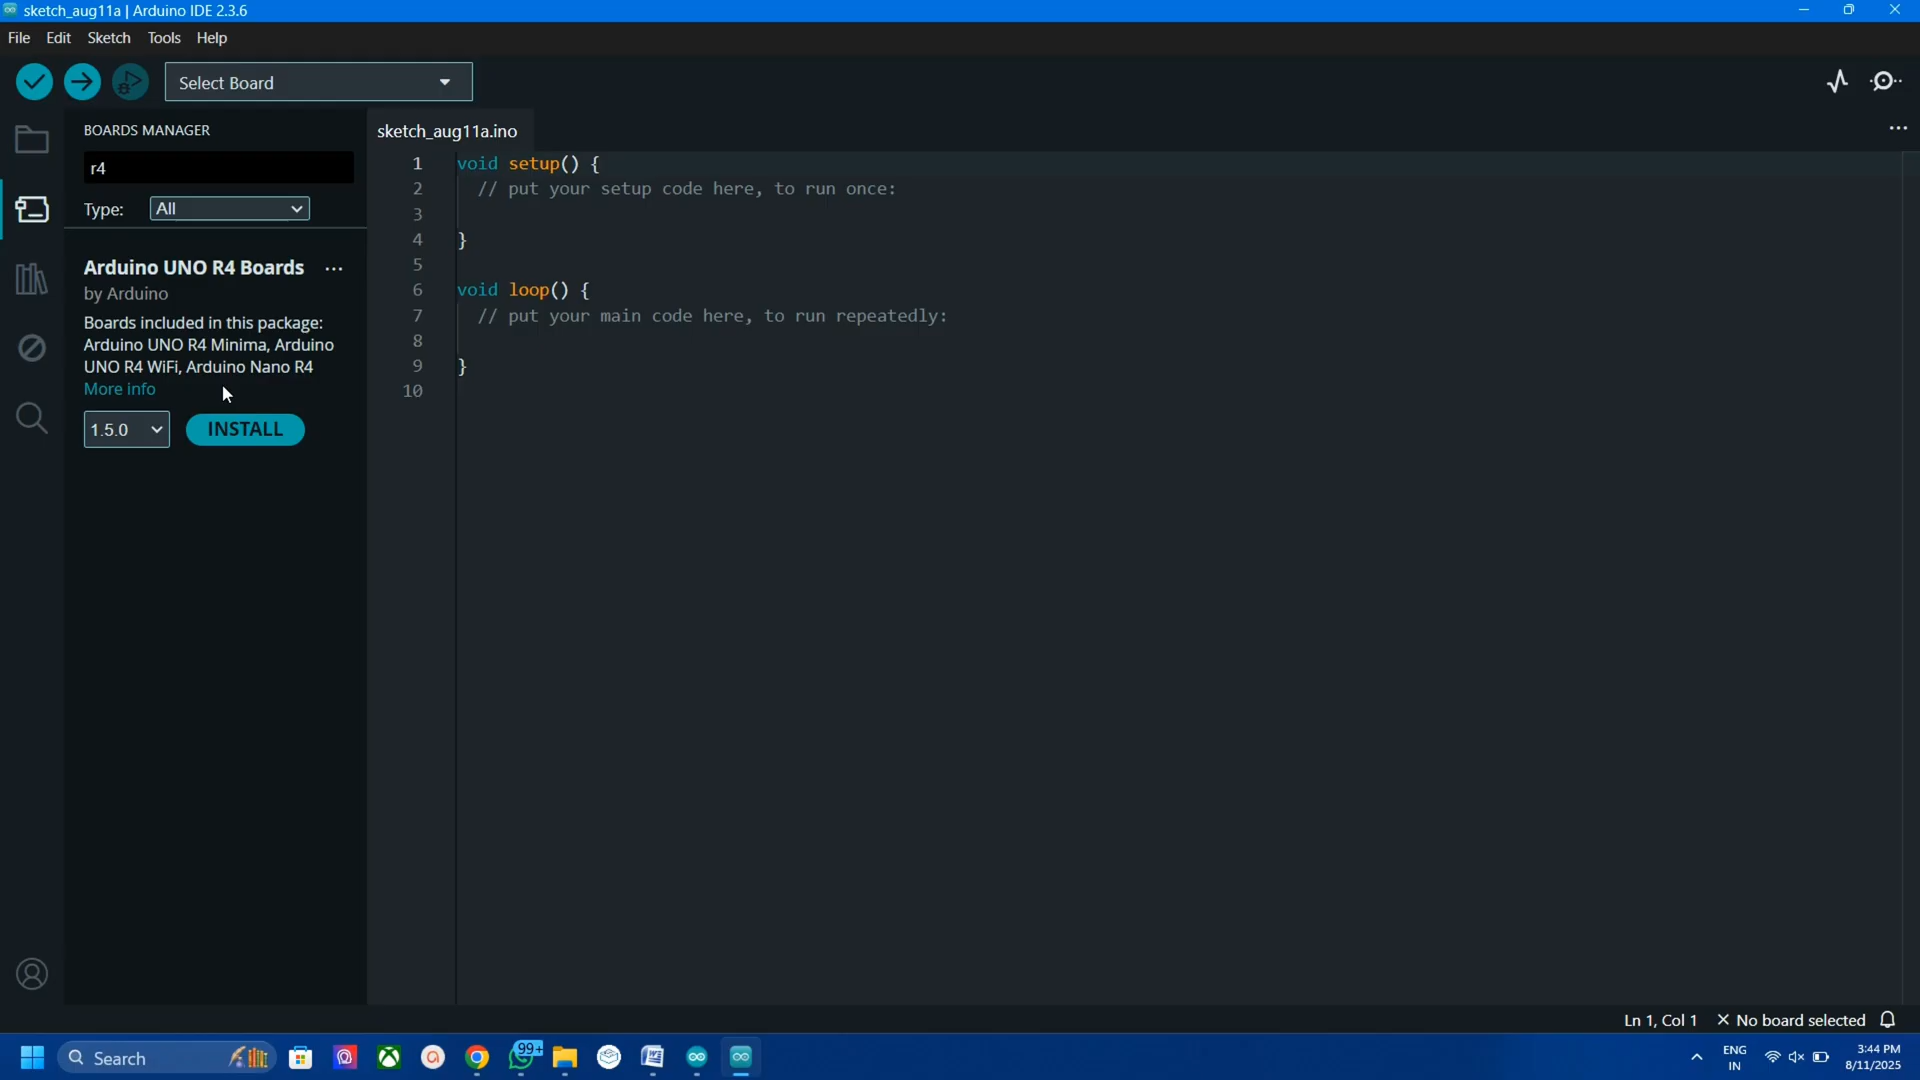 sketch_aug11a | Arduino IDE 2.3.6
File Edit Sketch Tools Help
Select Board
BOARDS MANAGER
r4
Type: All
Arduino UNO R4 Boards ...
by Arduino
Boards included in this package:
Arduino UNO R4 Minima, Arduino
UNO R4 WiFi, Arduino Nano R4
More info
1.5.0 INSTALL
sketch_aug11a.ino ...
1 void setup() {
2 // put your setup code here, to run once:
3
4 }
5
6 void loop() {
7 // put your main code here, to run repeatedly:
8
9 }
10
Ln 1, Col 1 × No board selected
Search
99+
ENG
IN
3:44 PM
8/11/2025